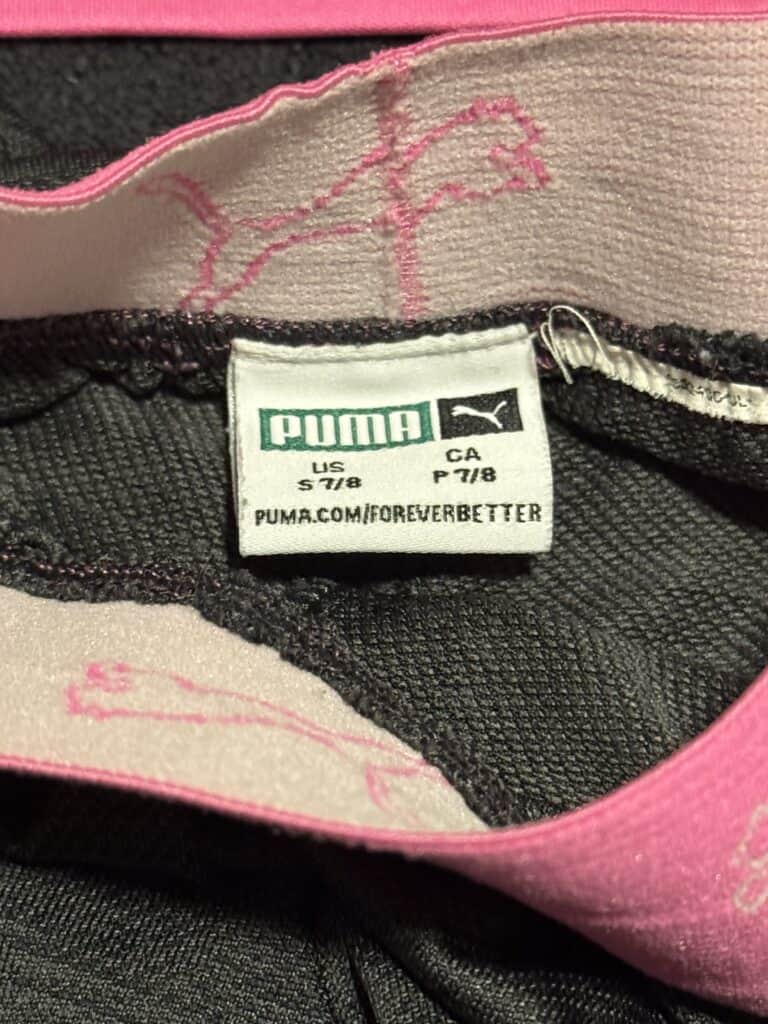 PUMA
US CA
S 7/8 P 7/8
PUMA.COM/FOREVERBETTER